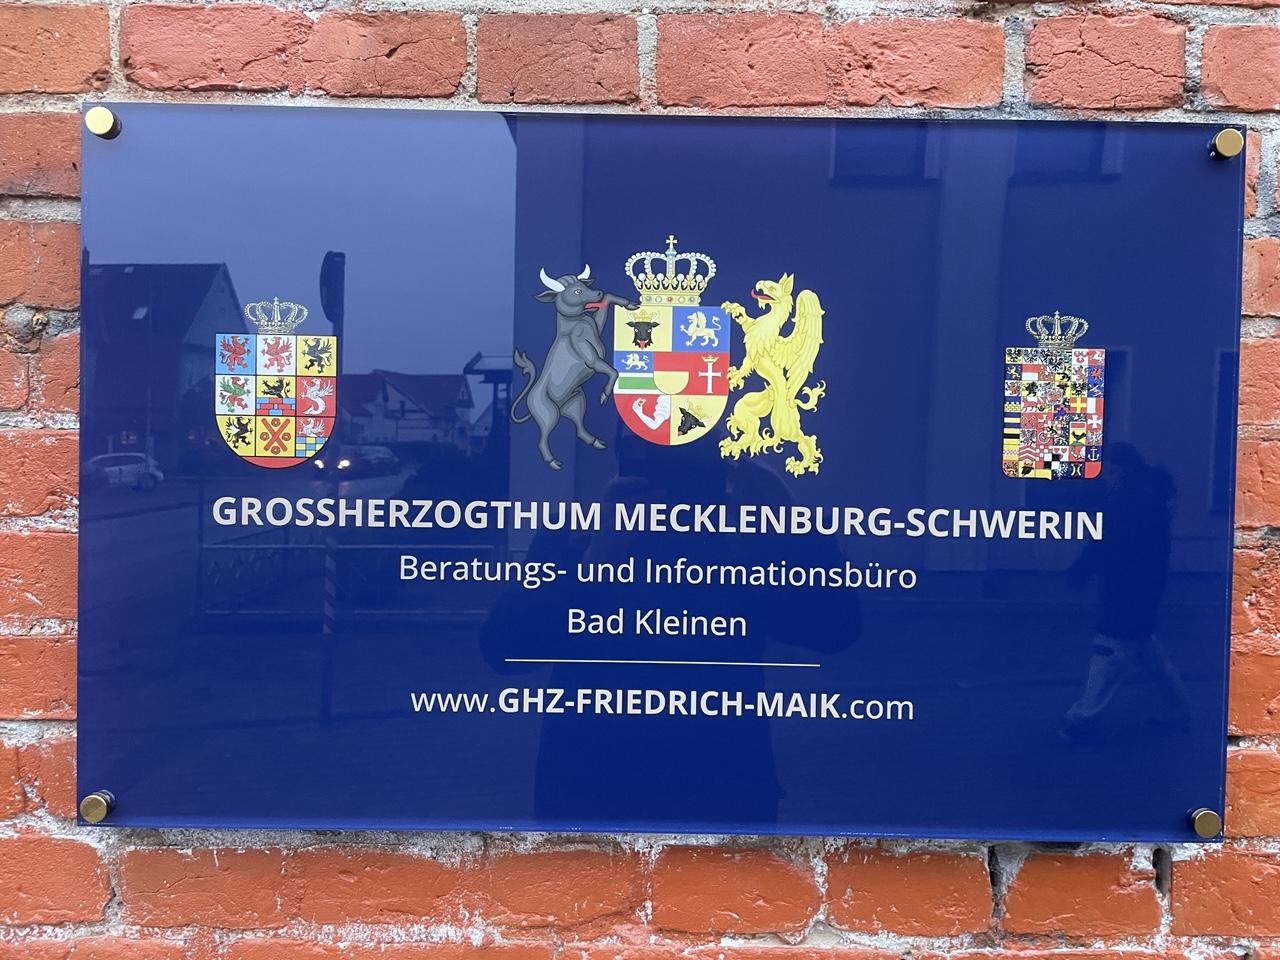 GROSSHERZOGTHUM MECKLENBURG-SCHWERIN
Beratungs- und Informationsbüro
Bad Kleinen
www.GHZ-FRIEDRICH-MAIK.com